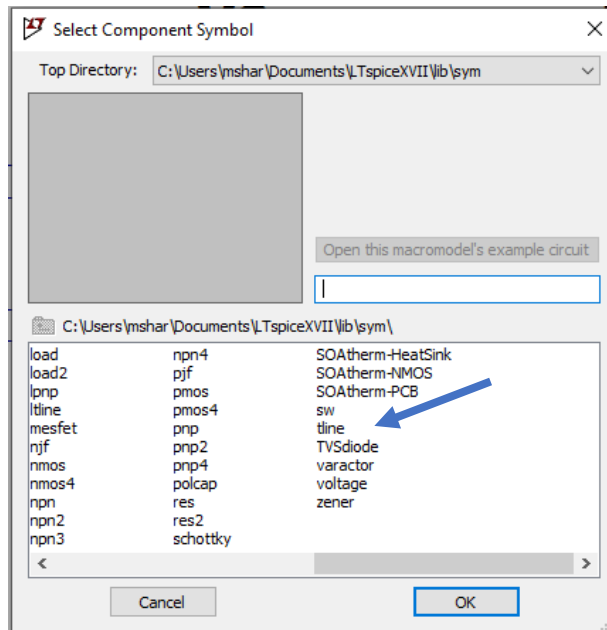 Select Component Symbol
Top Directory: C:\Users\mshar\Documents\LTspiceXVII\lib\sym
Open this macromodel's example circuit
C:\Users\mshar\Documents\LTspiceXVII\lib\sym\
load npn4 SOAtherm-HeatSink
load2 pjf SOAtherm-NMOS
lpnp pmos SOAtherm-PCB
ltline pmos4 sw
mesfet pnp tline
njf pnp2 TVSdiode
nmos pnp4 varactor
nmos4 polcap voltage
npn res zener
npn2 res2
npn3 schottky
Cancel OK